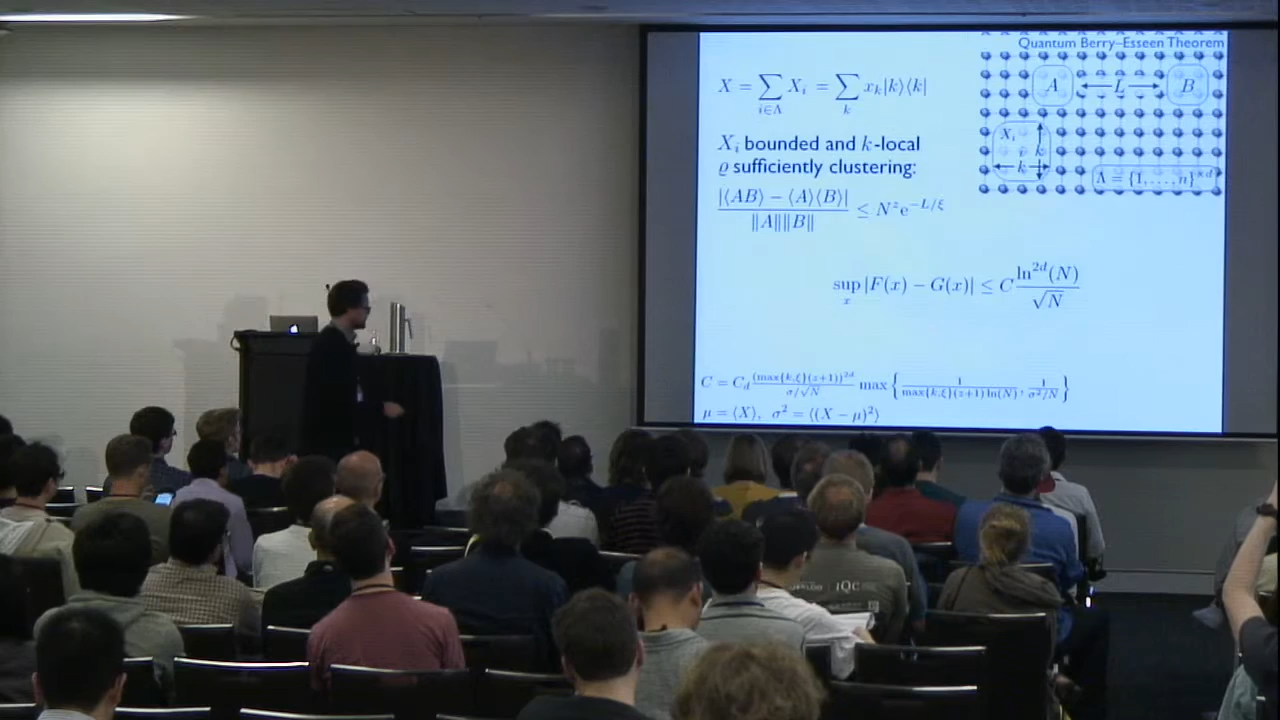 Quantum Berry–Esseen Theorem
X = ∑_{i∈Λ} X_i = ∑_k x_k|k⟩⟨k|
A ←L→ B
X_i bounded and k-local
X_i
i k
k
ϱ sufficiently clustering:
Λ = {1, . . . , n}^{×d}
|⟨AB⟩ − ⟨A⟩⟨B⟩| / ‖A‖‖B‖ ≤ N^z e^{−L/ξ}
sup_x |F(x) − G(x)| ≤ C ln^{2d}(N) / √N
C = C_d (max{k,ξ}(z+1))^{2d} / σ/√N max { 1 / max{k,ξ}(z+1) ln(N), 1 / σ²/N }
μ = ⟨X⟩, σ² = ⟨(X − μ)²⟩
IQC